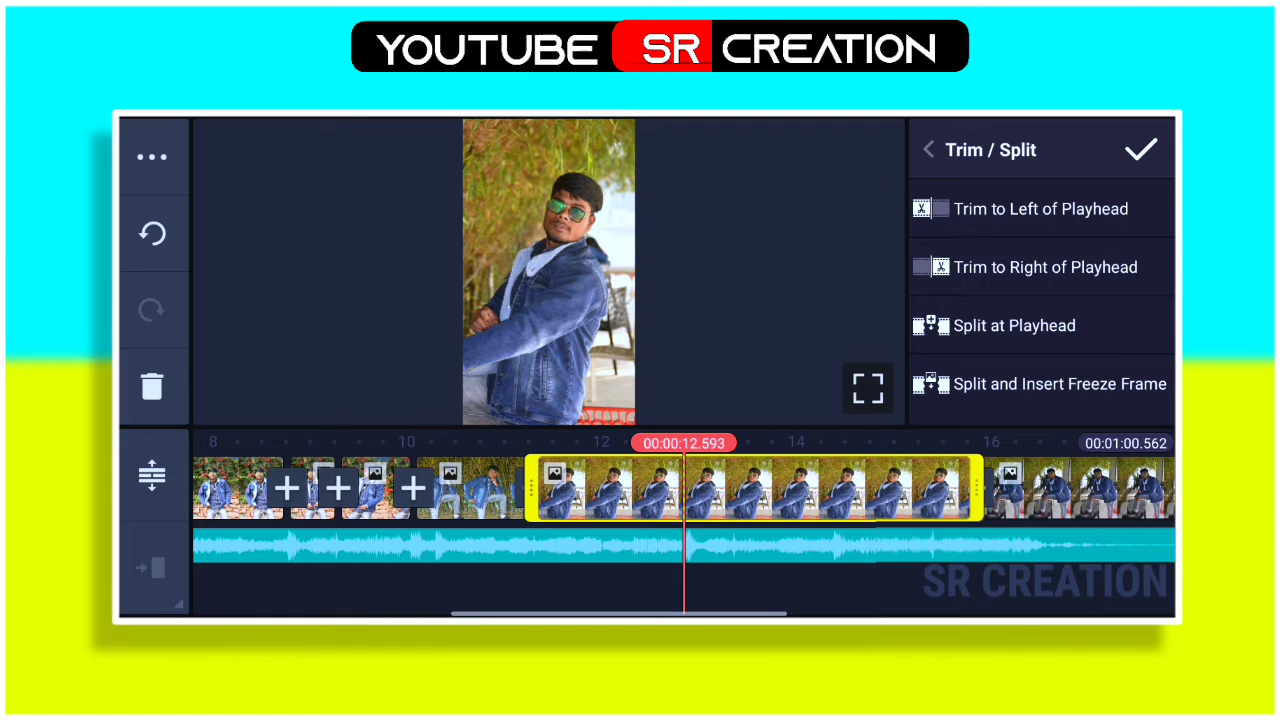 YOUTUBE SR CREATION
Trim / Split
Trim to Left of Playhead
Trim to Right of Playhead
Split at Playhead
Split and Insert Freeze Frame
8 10 12 00:00:12.593 14 16 00:01:00.562
SR CREATION